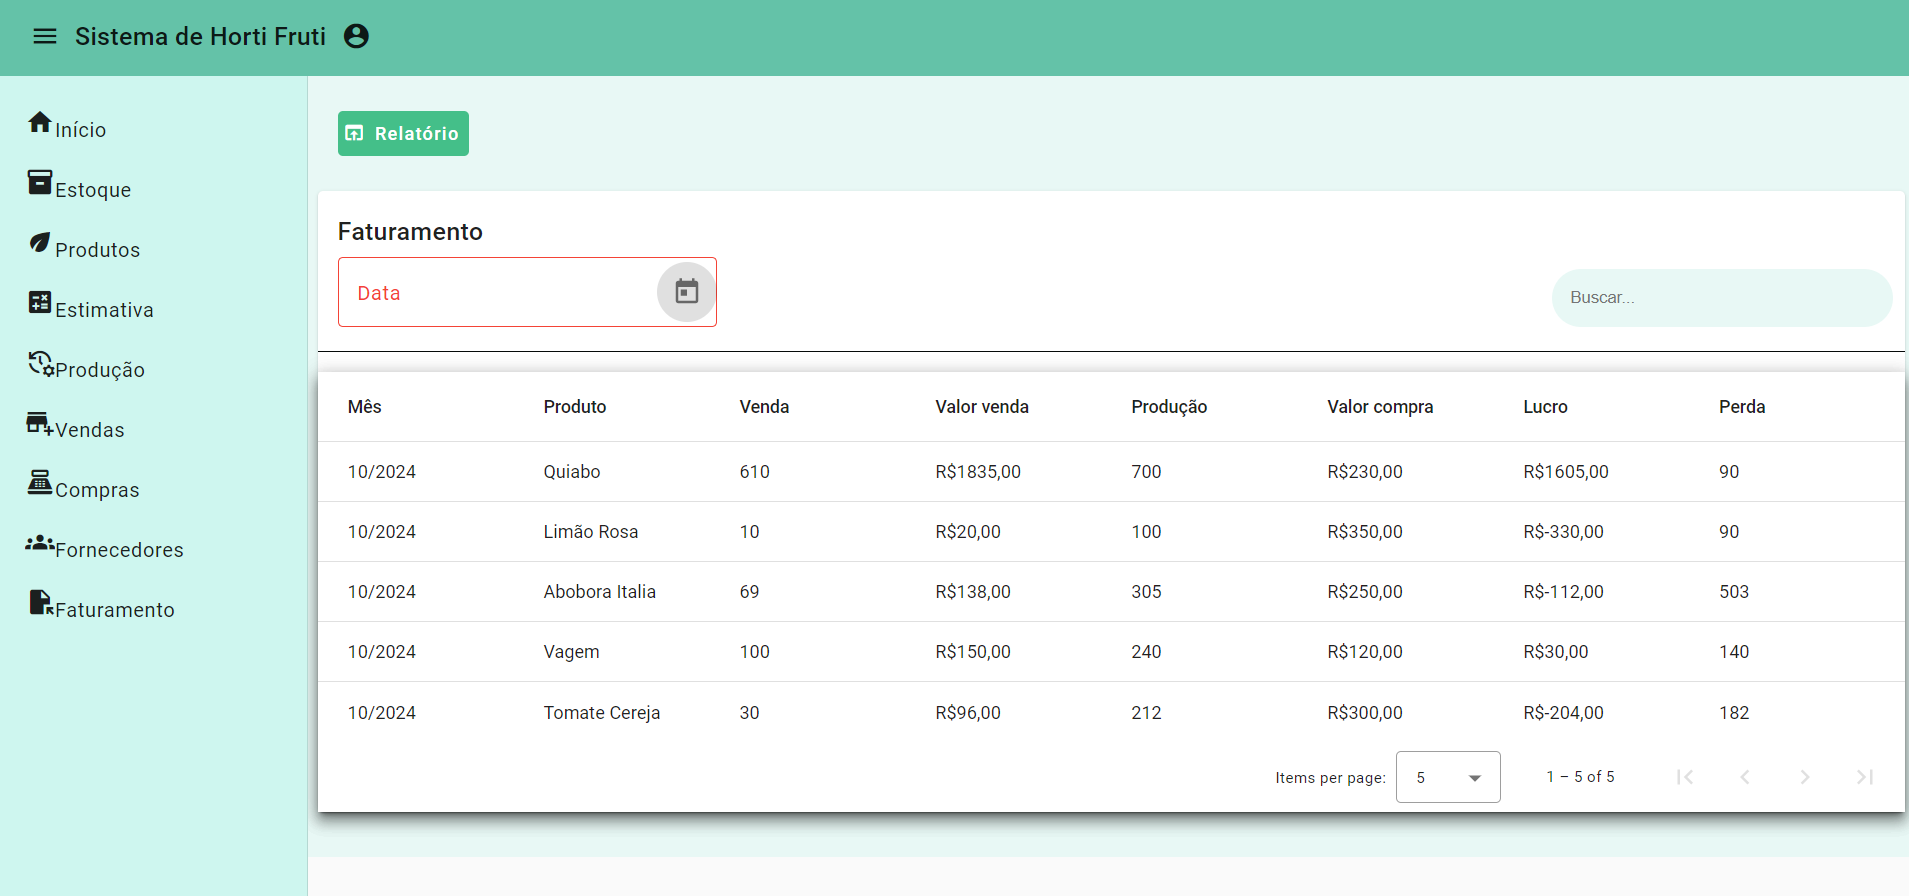 Sistema de Horti Fruti
Início
Estoque
Produtos
Estimativa
Produção
Vendas
Compras
Fornecedores
Faturamento
Relatório
Faturamento
Data
Buscar...
Mês Produto Venda Valor venda Produção Valor compra Lucro Perda
10/2024 Quiabo 610 R$1835,00 700 R$230,00 R$1605,00 90
10/2024 Limão Rosa 10 R$20,00 100 R$350,00 R$-330,00 90
10/2024 Abobora Italia 69 R$138,00 305 R$250,00 R$-112,00 503
10/2024 Vagem 100 R$150,00 240 R$120,00 R$30,00 140
10/2024 Tomate Cereja 30 R$96,00 212 R$300,00 R$-204,00 182
Items per page: 5 1 – 5 of 5